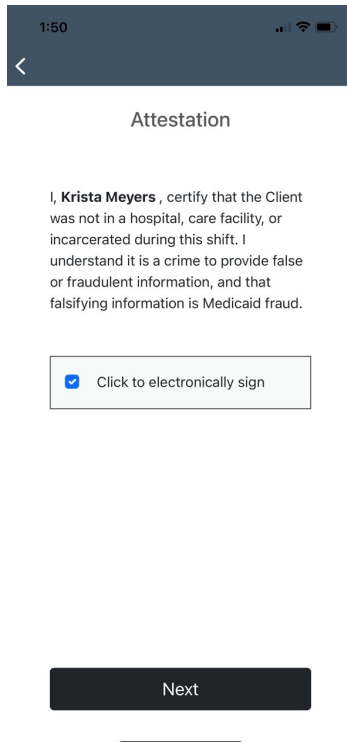 1:50
Attestation
I, Krista Meyers , certify that the Client
was not in a hospital, care facility, or
incarcerated during this shift. I
understand it is a crime to provide false
or fraudulent information, and that
falsifying information is Medicaid fraud.
Click to electronically sign
Next